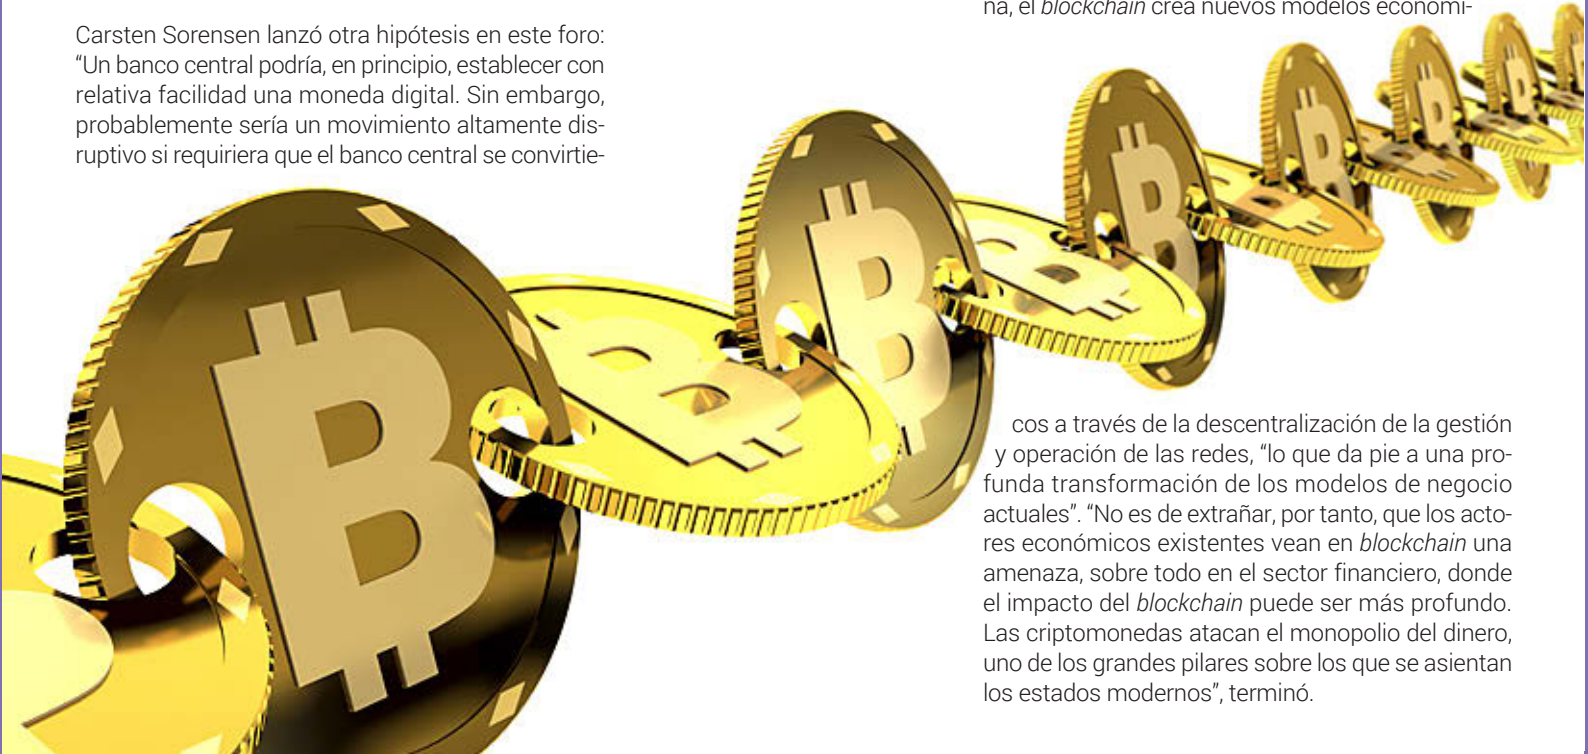 Carsten Sorensen lanzó otra hipótesis en este foro:
“Un banco central podría, en principio, establecer con
relativa facilidad una moneda digital. Sin embargo,
probablemente sería un movimiento altamente dis-
ruptivo si requiriera que el banco central se convirtie-
na, el blockchain crea nuevos modelos económi-
cos a través de la descentralización de la gestión
y operación de las redes, “lo que da pie a una pro-
funda transformación de los modelos de negocio
actuales”. “No es de extrañar, por tanto, que los acto-
res económicos existentes vean en blockchain una
amenaza, sobre todo en el sector financiero, donde
el impacto del blockchain puede ser más profundo.
Las criptomonedas atacan el monopolio del dinero,
uno de los grandes pilares sobre los que se asientan
los estados modernos”, terminó.